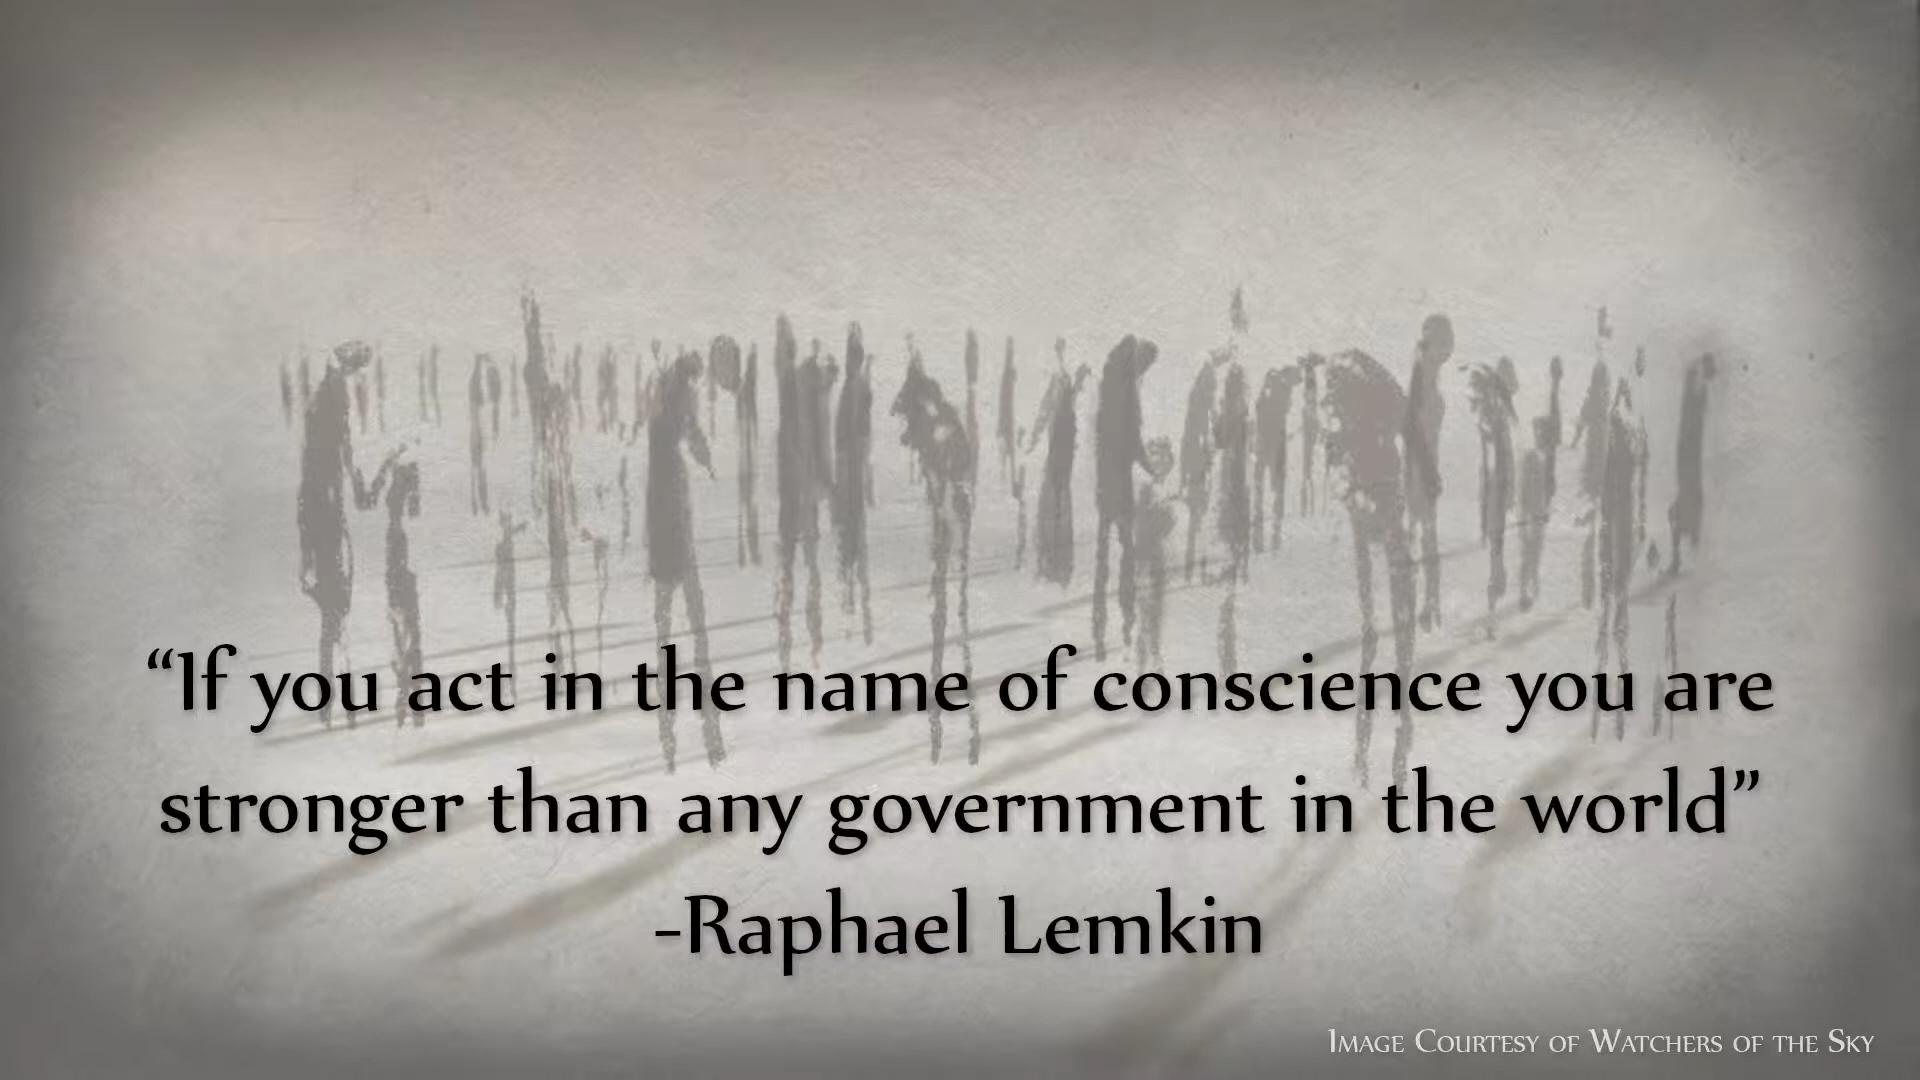 “If you act in the name of conscience you are
stronger than any government in the world”
-Raphael Lemkin
Image Courtesy of Watchers of the Sky